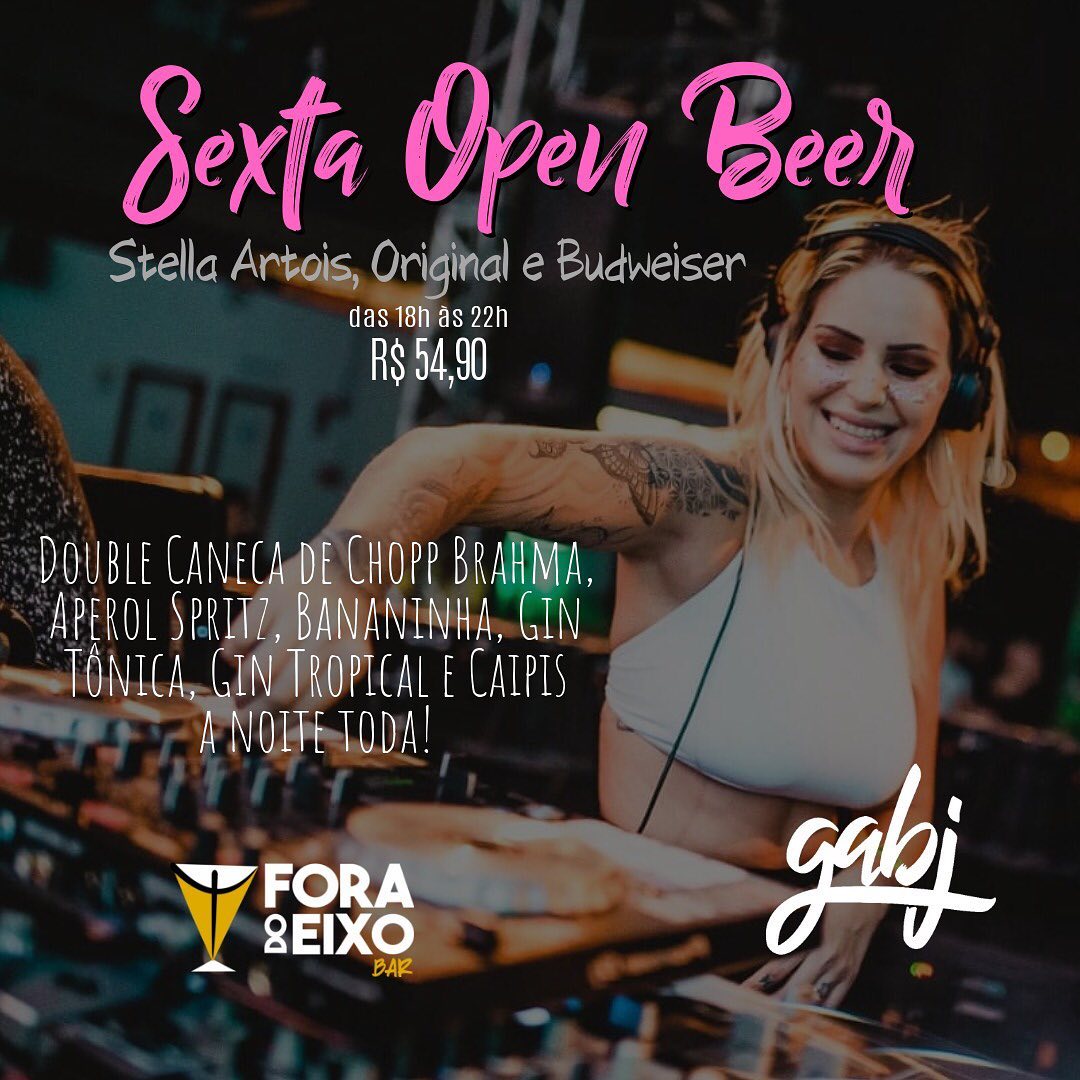 Sexta Open Beer
Stella Artois, Original e Budweiser
das 18h às 22h
R$ 54,90
DOUBLE CANECA DE CHOPP BRAHMA,
APEROL SPRITZ, BANANINHA, GIN
TÔNICA, GIN TROPICAL E CAIPIS
A NOITE TODA!
gabj
FORA
DO EIXO
BAR